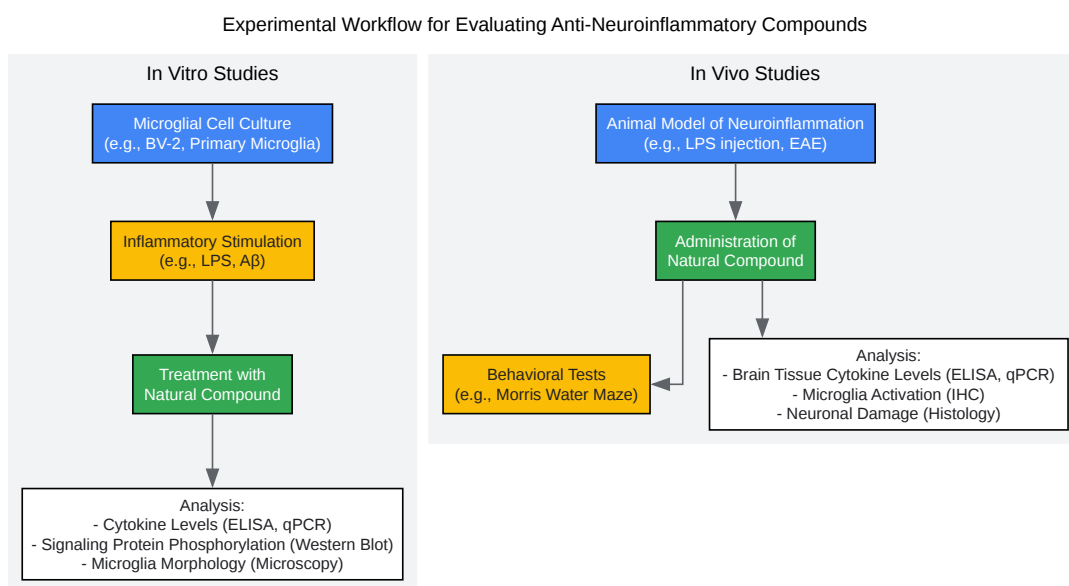 Experimental Workflow for Evaluating Anti-Neuroinflammatory Compounds
In Vitro Studies
Microglial Cell Culture
(e.g., BV-2, Primary Microglia)
Inflammatory Stimulation
(e.g., LPS, Aβ)
Treatment with
Natural Compound
Analysis:
- Cytokine Levels (ELISA, qPCR)
- Signaling Protein Phosphorylation (Western Blot)
- Microglia Morphology (Microscopy)
In Vivo Studies
Animal Model of Neuroinflammation
(e.g., LPS injection, EAE)
Administration of
Natural Compound
Behavioral Tests
(e.g., Morris Water Maze)
Analysis:
- Brain Tissue Cytokine Levels (ELISA, qPCR)
- Microglia Activation (IHC)
- Neuronal Damage (Histology)